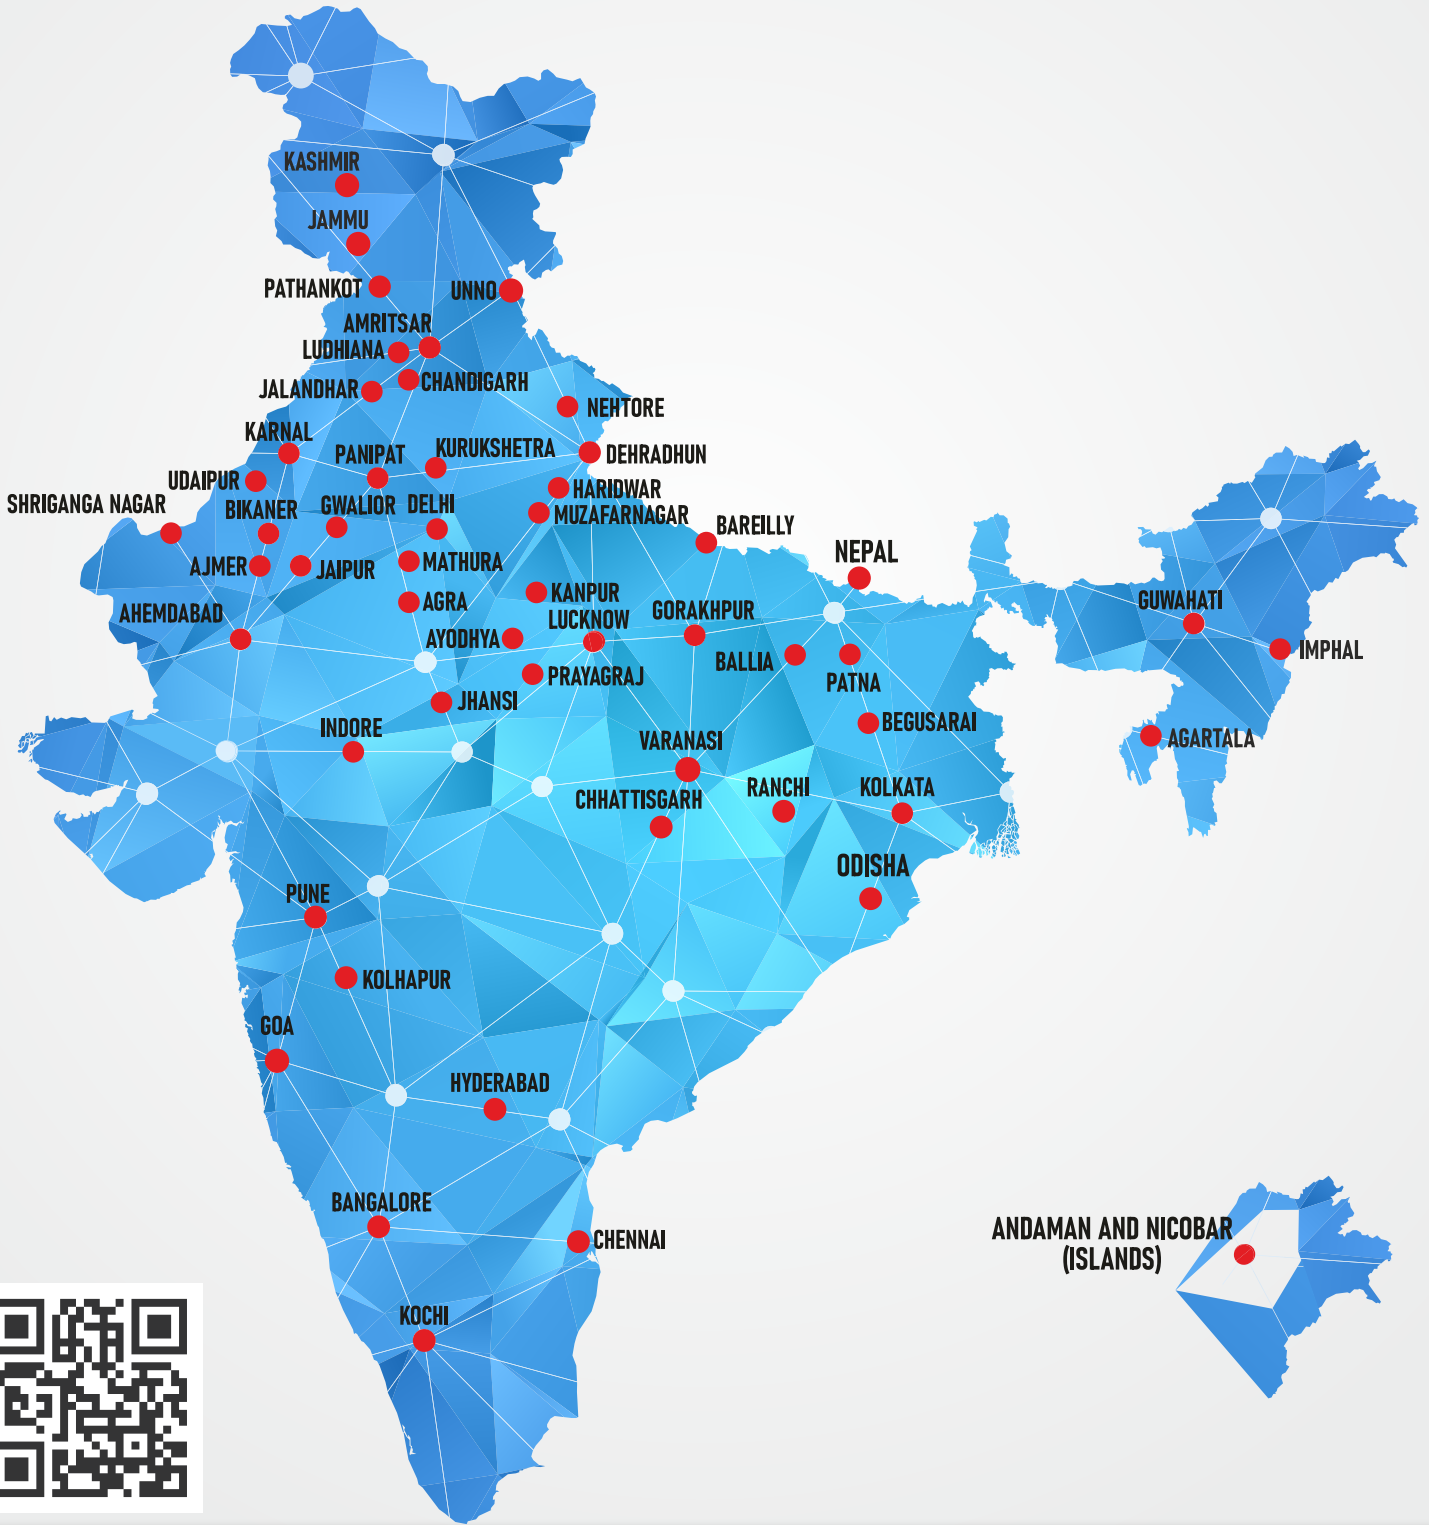 KASHMIR
JAMMU
PATHANKOT
UNNO
AMRITSAR
LUDHIANA
CHANDIGARH
JALANDHAR
NEHTORE
KARNAL
PANIPAT
KURUKSHETRA
DEHRADHUN
UDAIPUR
HARIDWAR
SHRIGANGA NAGAR
BIKANER
GWALIOR
DELHI
MUZAFARNAGAR
BAREILLY
NEPAL
AJMER
JAIPUR
MATHURA
KANPUR
AGRA
GUWAHATI
AHEMDABAD
LUCKNOW
GORAKHPUR
AYODHYA
IMPHAL
BALLIA
PRAYAGRAJ
PATNA
JHANSI
INDORE
BEGUSARAI
VARANASI
AGARTALA
CHHATTISGARH
RANCHI
KOLKATA
ODISHA
PUNE
KOLHAPUR
GOA
HYDERABAD
BANGALORE
CHENNAI
ANDAMAN AND NICOBAR
(ISLANDS)
KOCHI